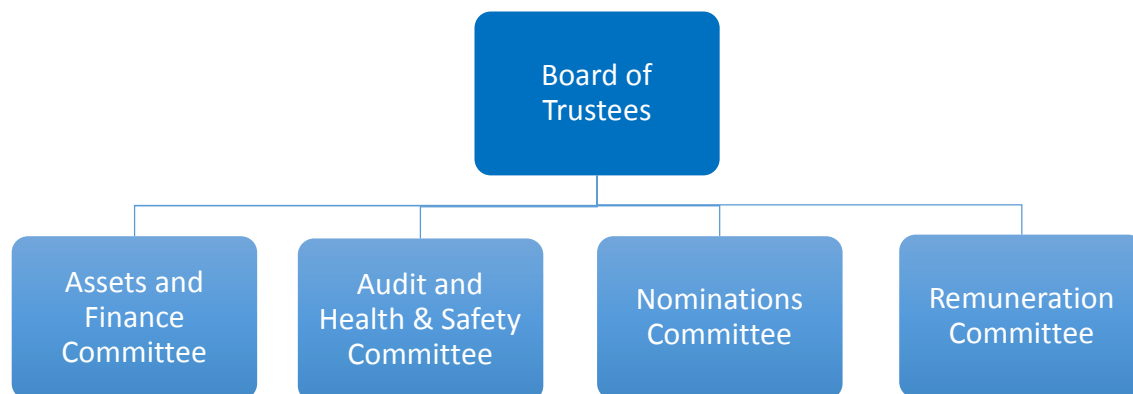 Board of
Trustees
Assets and
Finance
Committee
Audit and
Health & Safety
Committee
Nominations
Committee
Remuneration
Committee